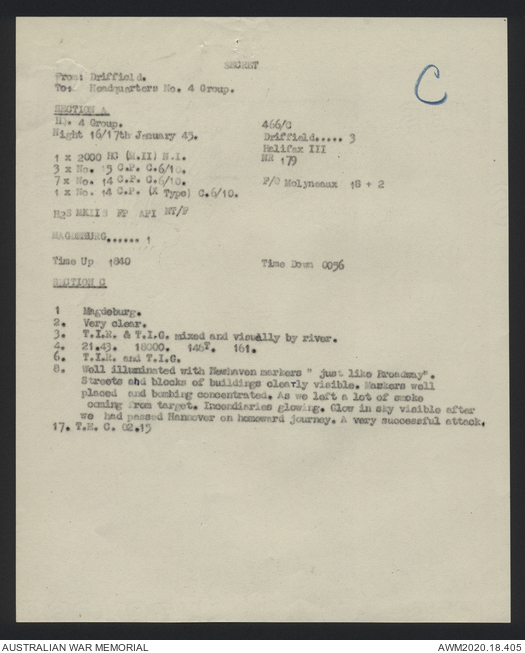 SECRET
C
From: Driffield.
To: Headquarters No. 4 Group.
SECTION A
No. 4 Group. 466/C
Night 16/17th January 45. Driffield..... 3
Halifax III
1 x 2000 HC (M.II) N.I. MR 179
3 x No. 15 C.P. C.6/10.
7 x No. 14 C.P. C.6/10. F/O Molyneaux 18 + 2
1 x No. 14 C.P. (X Type) C.6/10.
H2S MKIIB FP API NT/F
MAGDEBURG...... 1
Time Up 1840 Time Down 0056
SECTION C
1 Magdeburg.
2. Very clear.
3. T.I.R. & T.I.G. mixed and visually by river.
4. 21.43. 18000. 146T. 161.
6. T.I.R. and T.I.G.
8. Well illuminated with Newhaven markers " just like Broadway".
Streets and blocks of buildings clearly visible. Markers well
placed and bombing concentrated. As we left a lot of smoke
coming from target. Incendiaries glowing. Glow in sky visible after
we had passed Hannover on homeward journey. A very successful attack.
17. T.R. C. 02.15
AUSTRALIAN WAR MEMORIAL AWM2020.18.405